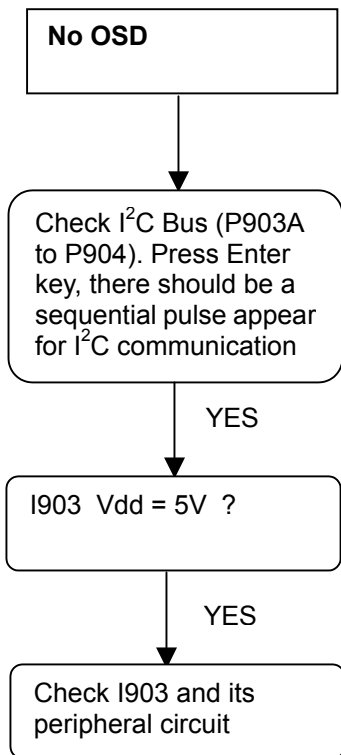 No OSD
Check I²C Bus (P903A
to P904). Press Enter
key, there should be a
sequential pulse appear
for I²C communication
YES
I903 Vdd = 5V ?
YES
Check I903 and its
peripheral circuit